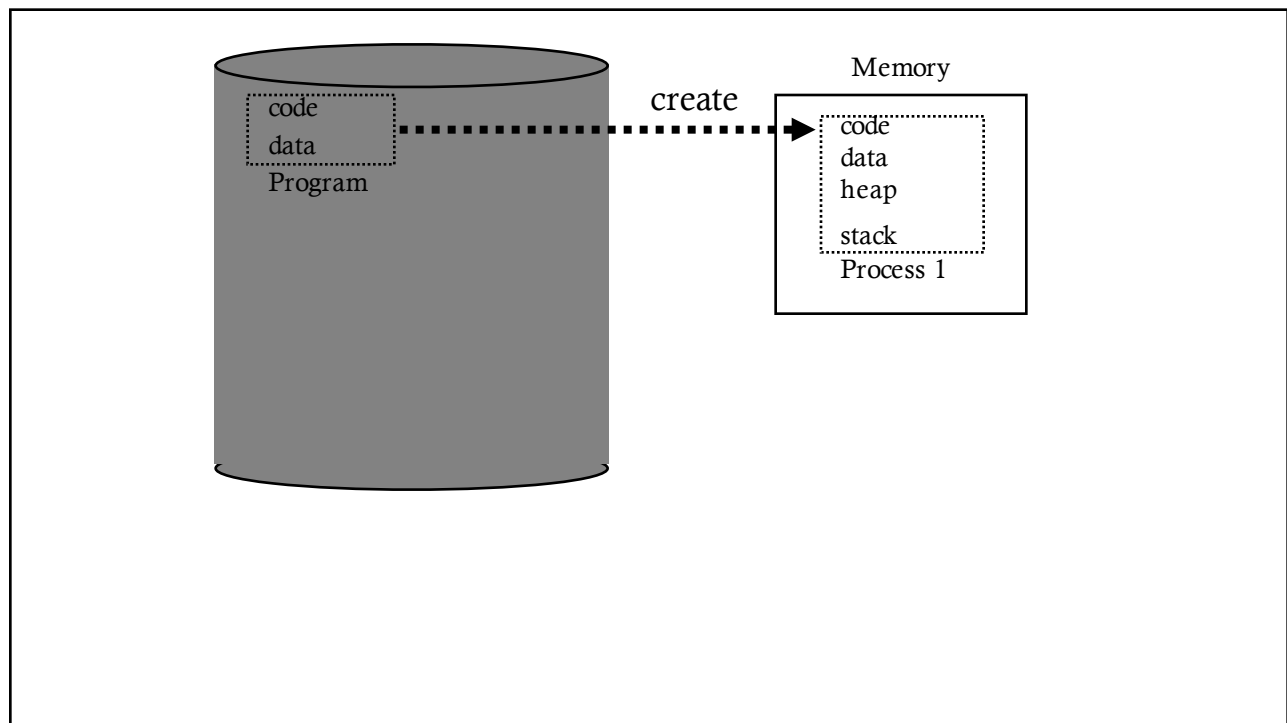 code
data
Program
create
Memory
code
data
heap
stack
Process 1